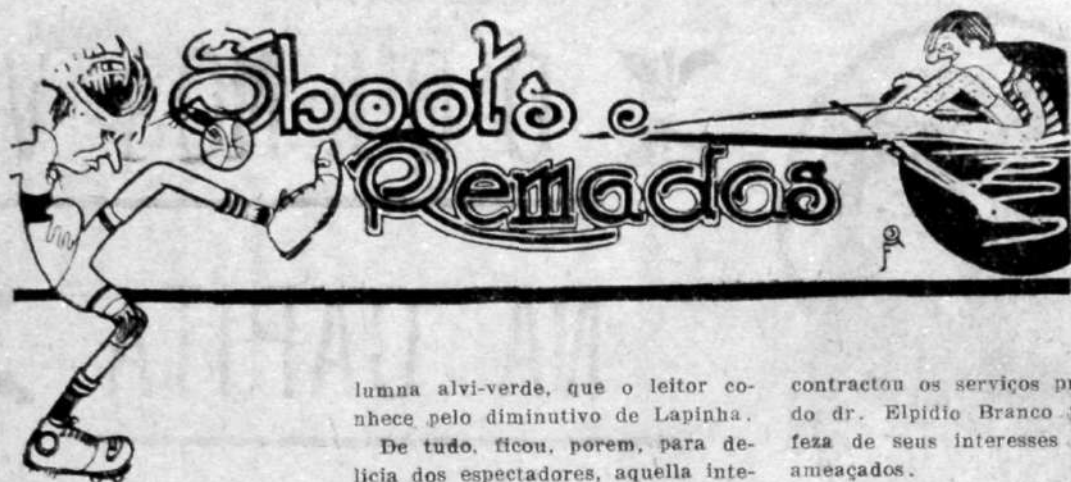 Shoots e
Remadas
lumna alvi-verde, que o leitor co-
nhece pelo diminutivo de Lapinha.
De tudo, ficou, porem, para de-
licia dos espectadores, aquella inte-
contractou os serviços
do dr. Elpidio Branco
feza de seus interesses
ameaçados.